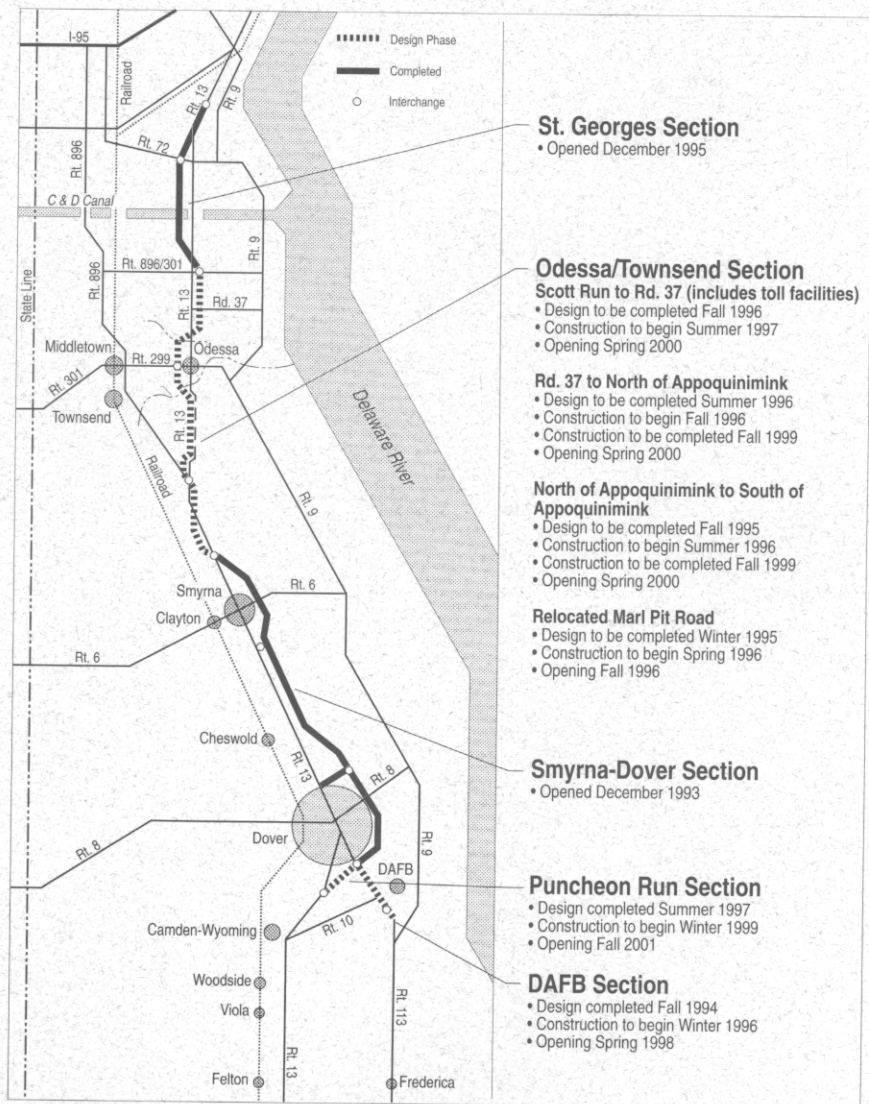 I-95
Railroad
Rt. 13
Rt. 9
Design Phase
Completed
Interchange
Rt. 896
Rt. 72
C & D Canal
Rt. 896
Rt. 896/301
Rt. 9
State Line
Rt. 13
Rd. 37
Middletown
Rt. 299
Odessa
Rt. 301
Townsend
Rt. 13
Delaware River
Railroad
Rt. 9
Smyrna
Rt. 6
Clayton
Rt. 6
Cheswold
Rt. 13
Rt. 8
Dover
Rt. 8
Rt. 9
DAFB
Camden-Wyoming
Rt. 10
Woodside
Viola
Rt. 13
Rt. 113
Felton
Frederica
St. Georges Section
• Opened December 1995
Odessa/Townsend Section
Scott Run to Rd. 37 (includes toll facilities)
• Design to be completed Fall 1996
• Construction to begin Summer 1997
• Opening Spring 2000
Rd. 37 to North of Appoquinimink
• Design to be completed Summer 1996
• Construction to begin Fall 1996
• Construction to be completed Fall 1999
• Opening Spring 2000
North of Appoquinimink to South of
Appoquinimink
• Design to be completed Fall 1995
• Construction to begin Summer 1996
• Construction to be completed Fall 1999
• Opening Spring 2000
Relocated Marl Pit Road
• Design to be completed Winter 1995
• Construction to begin Spring 1996
• Opening Fall 1996
Smyrna-Dover Section
• Opened December 1993
Puncheon Run Section
• Design completed Summer 1997
• Construction to begin Winter 1999
• Opening Fall 2001
DAFB Section
• Design completed Fall 1994
• Construction to begin Winter 1996
• Opening Spring 1998